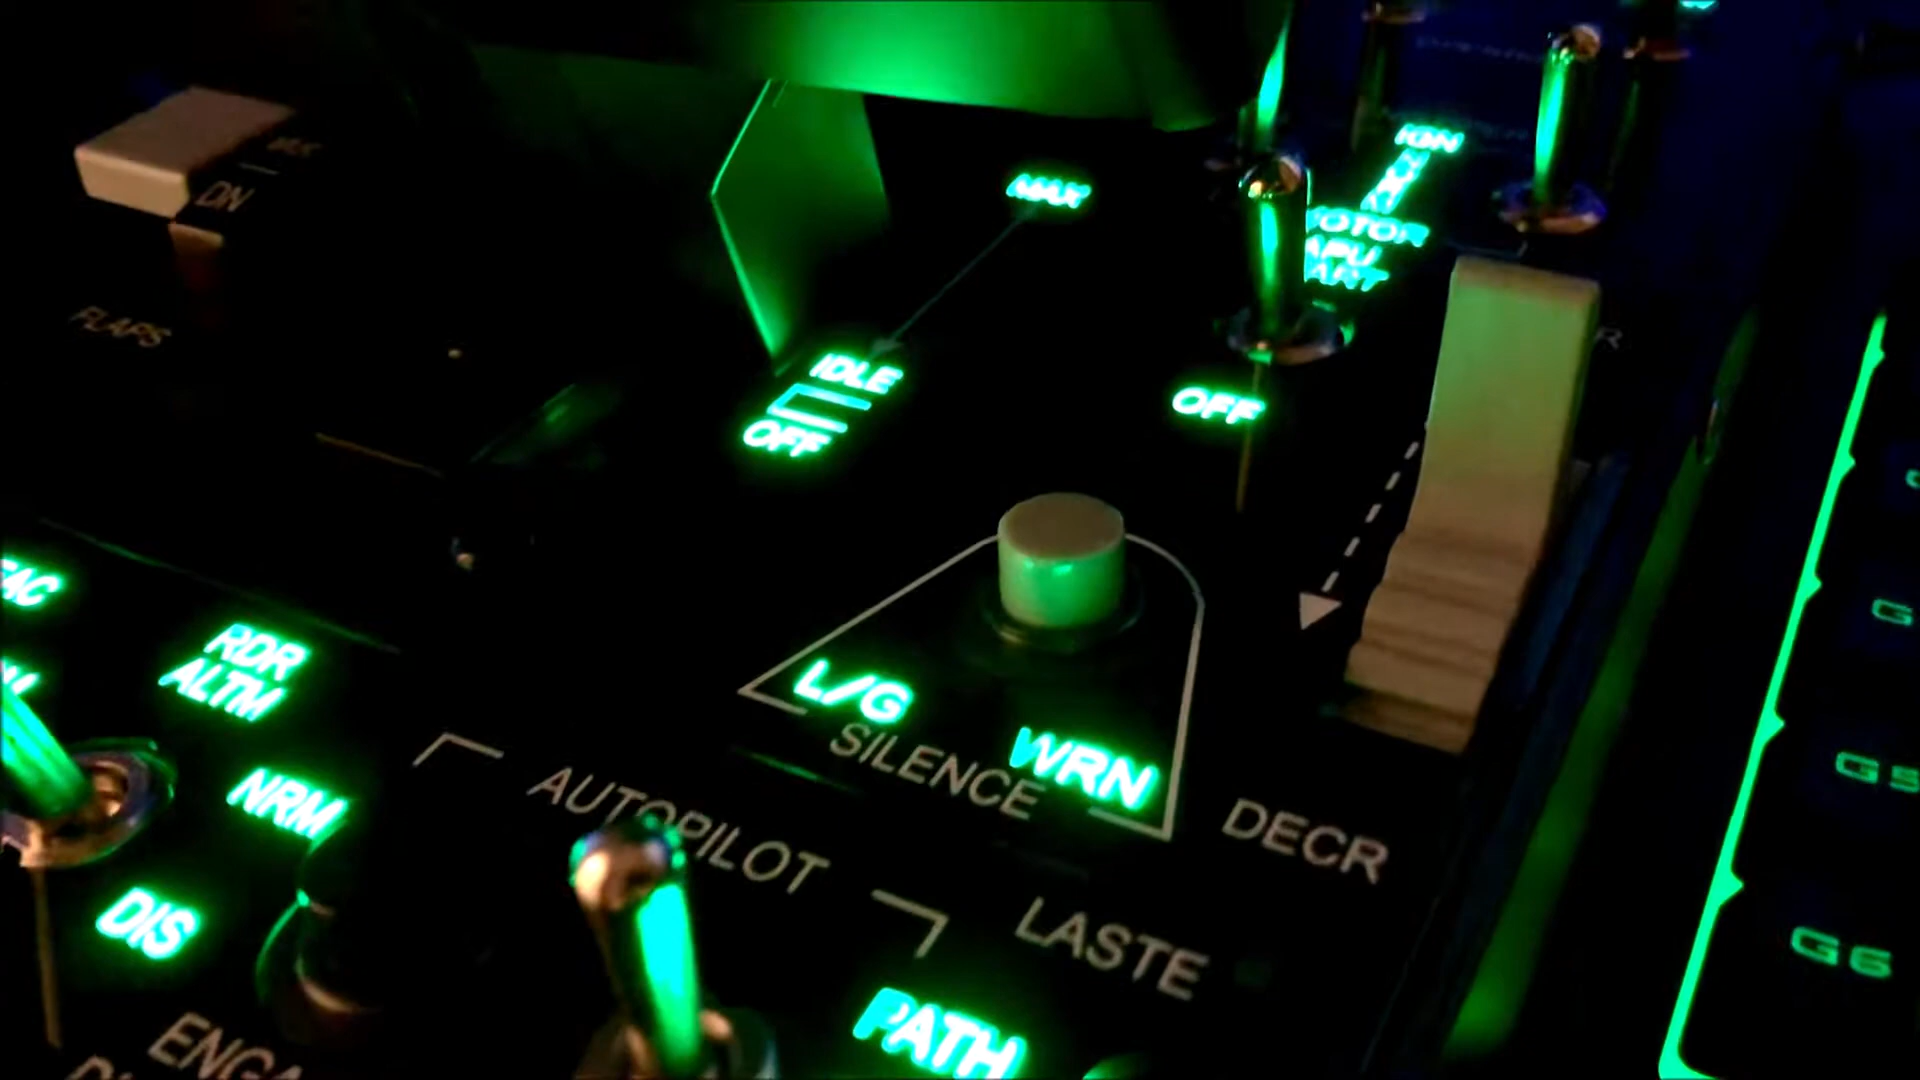 DN
FLAPS
MAX
IDLE
OFF
IGN
MOTOR
APU
OFF
RDR
ALTM
NRM
DIS
L/G
WRN
SILENCE
AUTOPILOT
DECR
LASTE
PATH
G5
G6